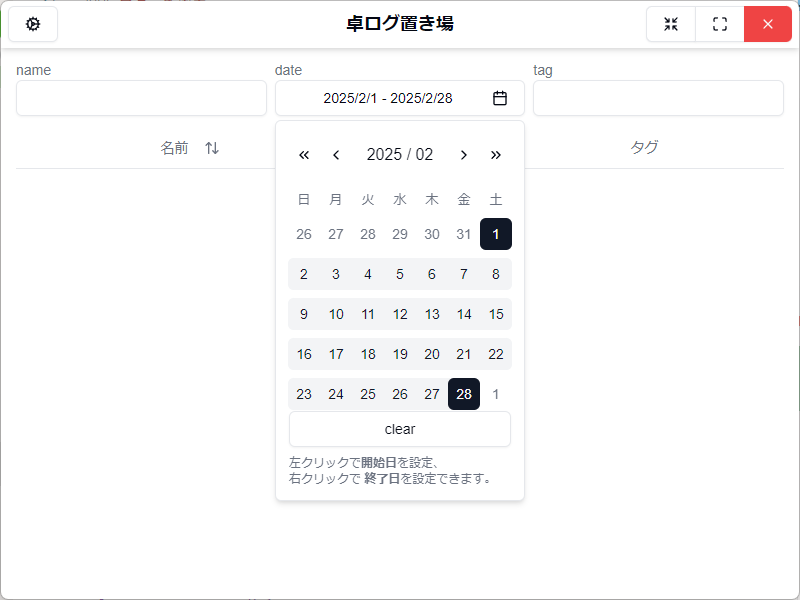 卓ログ置き場
name
date
tag
2025/2/1 - 2025/2/28
名前
タグ
2025 / 02
日 月 火 水 木 金 土
26 27 28 29 30 31 1
2 3 4 5 6 7 8
9 10 11 12 13 14 15
16 17 18 19 20 21 22
23 24 25 26 27 28 1
clear
左クリックで開始日を設定、
右クリックで 終了日を設定できます。